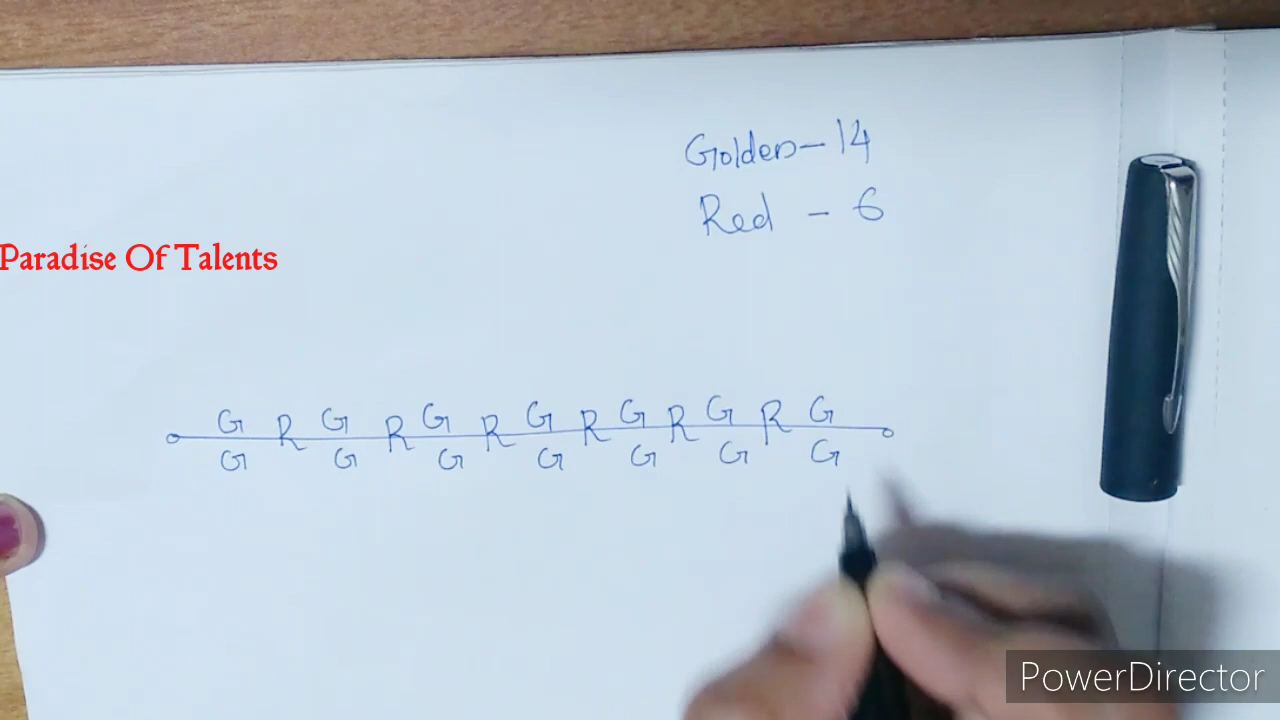 Golden - 14
Red - 6
Paradise Of Talents
G R G R G R G R G R G R G
G G G G G G G
PowerDirector